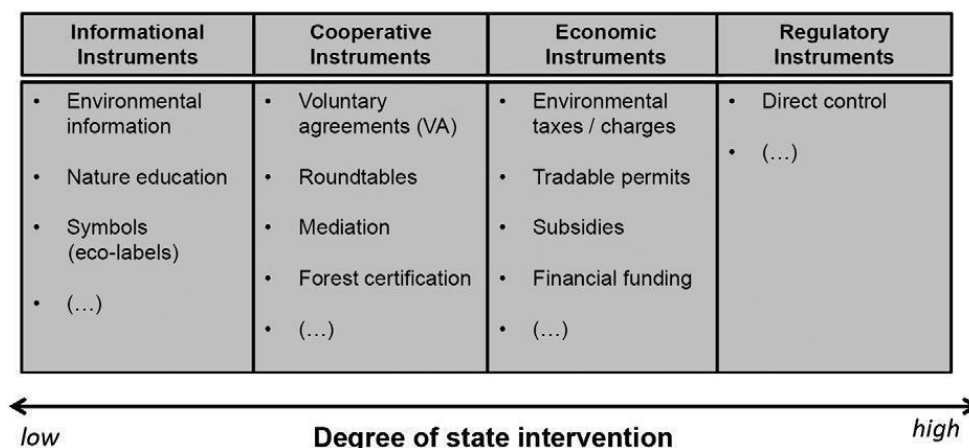 Informational
Instruments
Cooperative
Instruments
Economic
Instruments
Regulatory
Instruments
• Environmental
information
• Nature education
• Symbols
(eco-labels)
• (...)
• Voluntary
agreements (VA)
• Roundtables
• Mediation
• Forest certification
• (...)
• Environmental
taxes / charges
• Tradable permits
• Subsidies
• Financial funding
• (...)
• Direct control
• (...)
low
Degree of state intervention
high